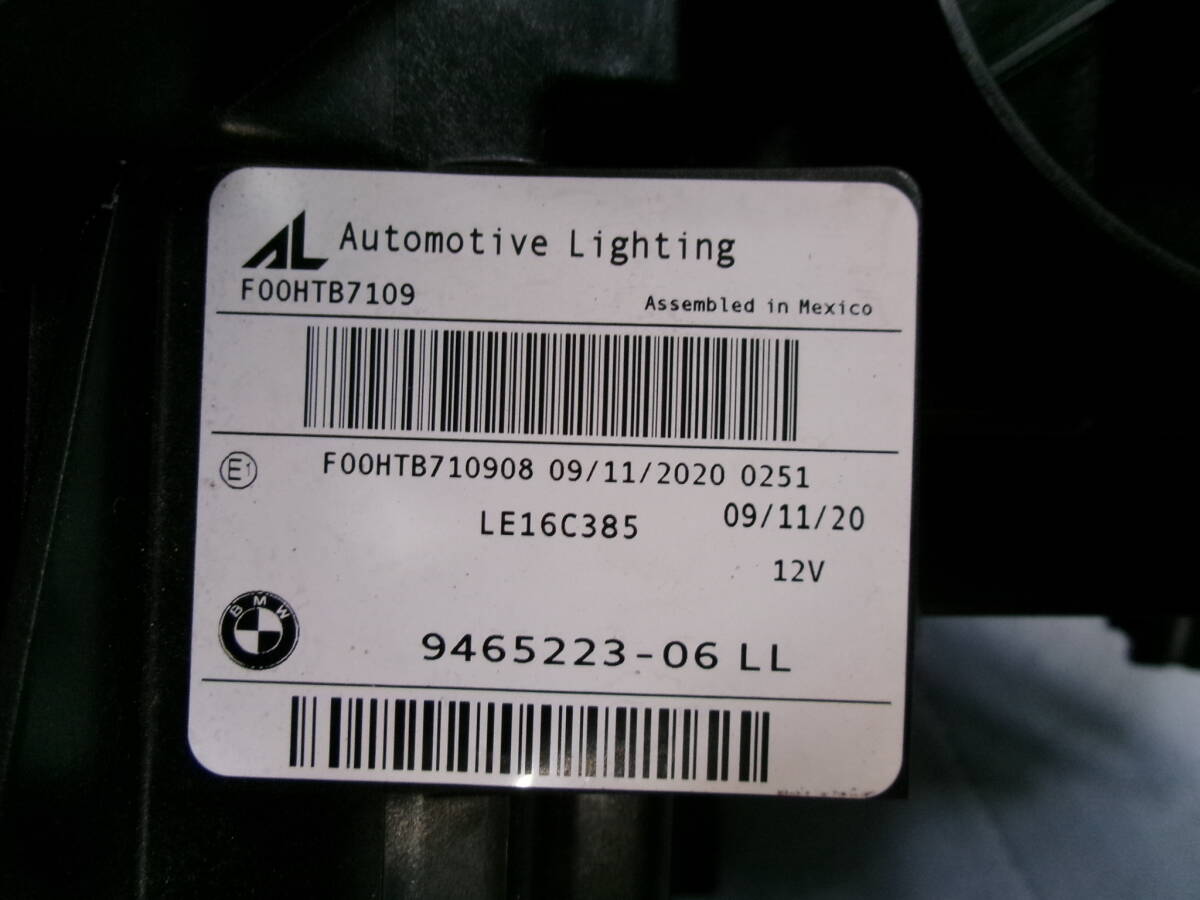 AL Automotive Lighting
F00HTB7109
Assembled in Mexico
E1
F00HTB710908 09/11/2020 0251
LE16C385
09/11/20
12V
BMW
9465223-06 LL